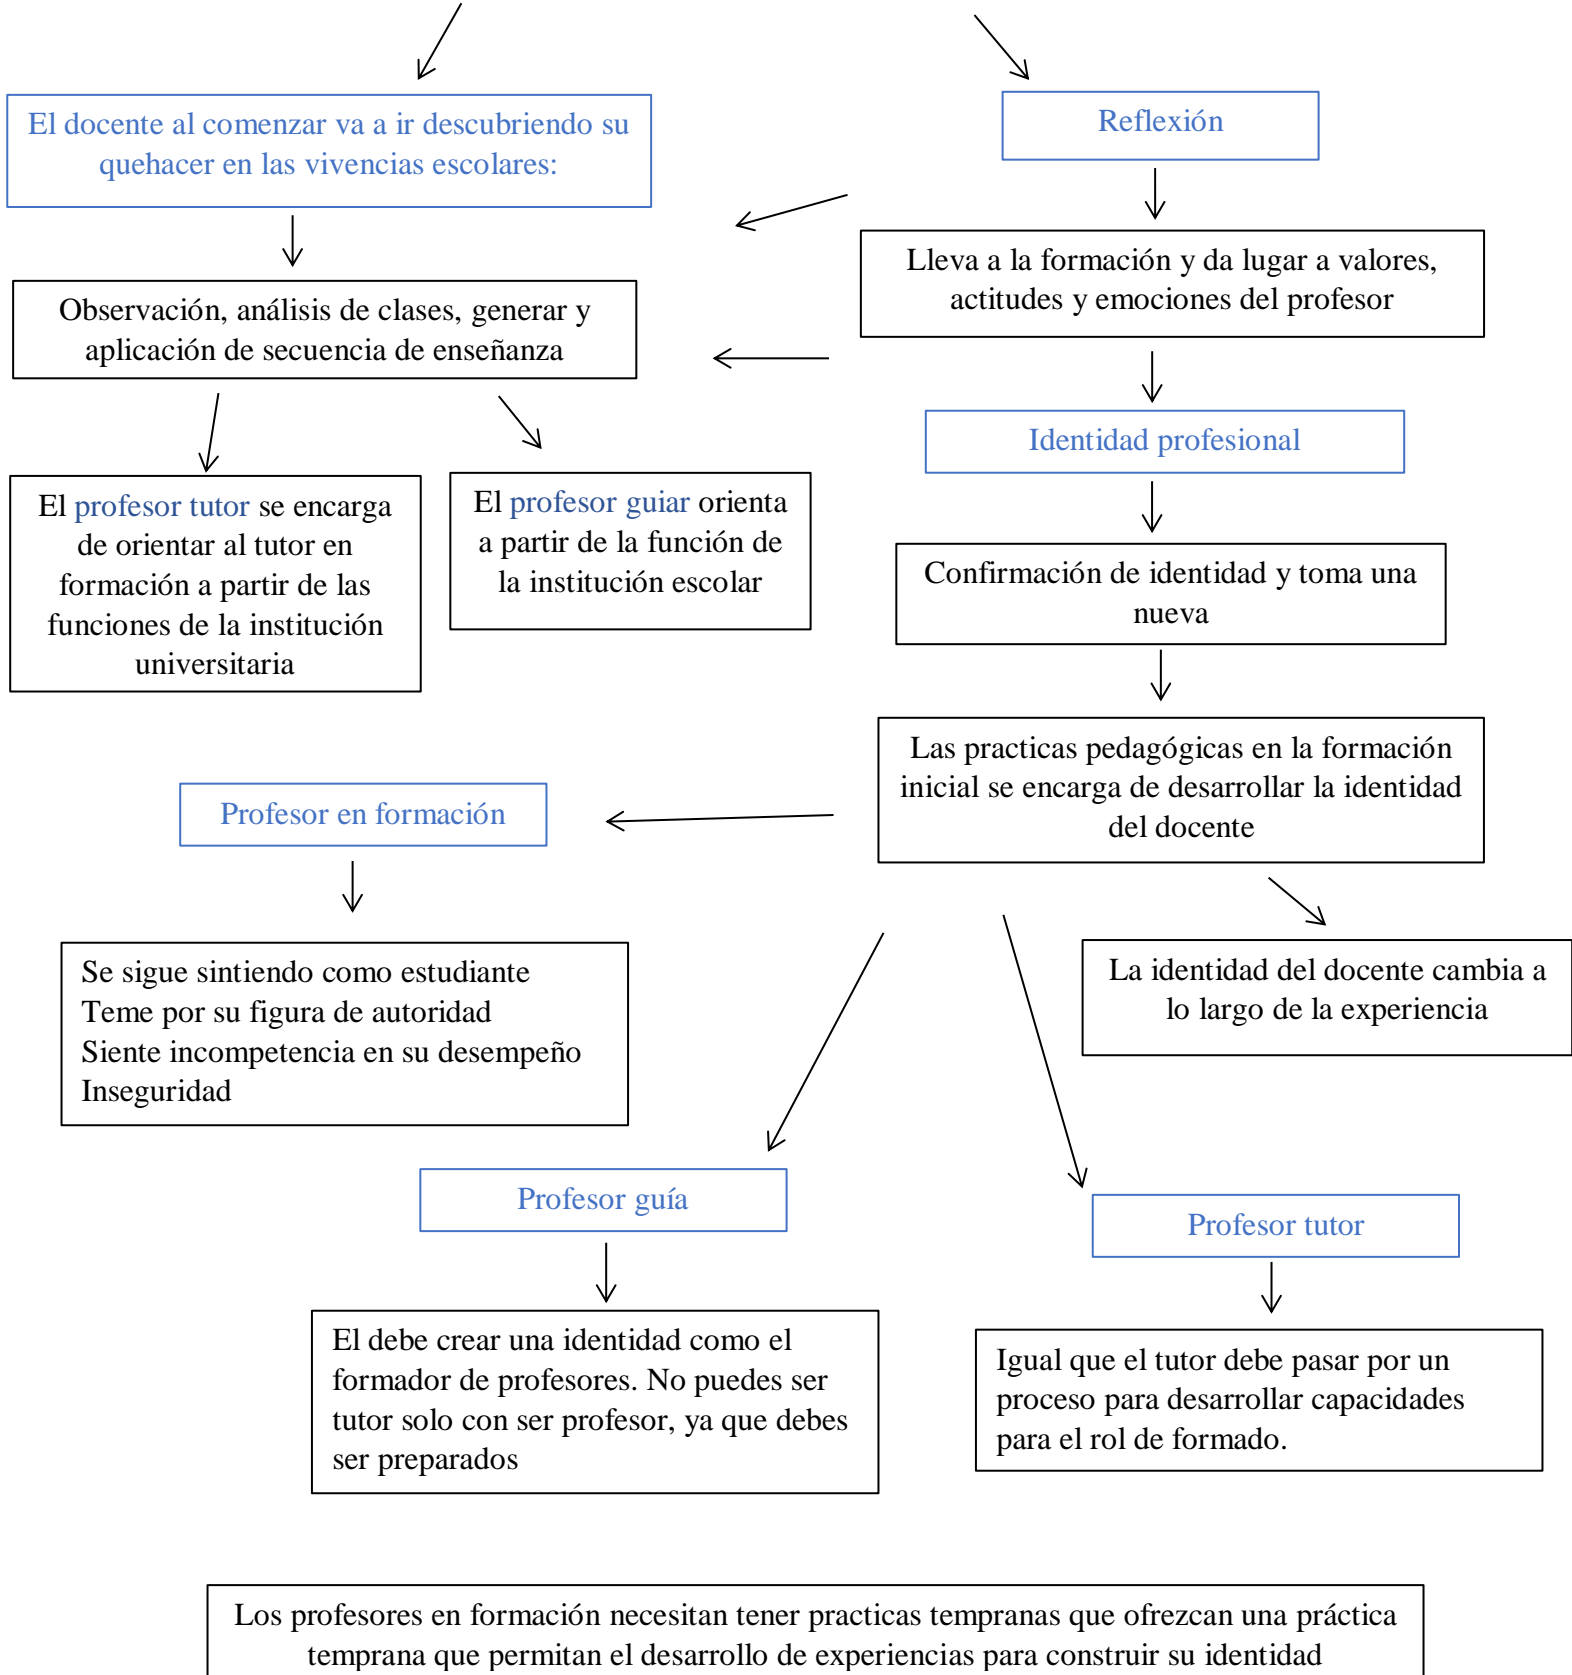 El docente al comenzar va a ir descubriendo su
quehacer en las vivencias escolares:
Reflexión
Lleva a la formación y da lugar a valores,
actitudes y emociones del profesor
Observación, análisis de clases, generar y
aplicación de secuencia de enseñanza
Identidad profesional
El profesor tutor se encarga
de orientar al tutor en
formación a partir de las
funciones de la institución
universitaria
El profesor guiar orienta
a partir de la función de
la institución escolar
Confirmación de identidad y toma una
nueva
Las practicas pedagógicas en la formación
inicial se encarga de desarrollar la identidad
del docente
Profesor en formación
Se sigue sintiendo como estudiante
Teme por su figura de autoridad
Siente incompetencia en su desempeño
Inseguridad
La identidad del docente cambia a
lo largo de la experiencia
Profesor guía
Profesor tutor
El debe crear una identidad como el
formador de profesores. No puedes ser
tutor solo con ser profesor, ya que debes
ser preparados
Igual que el tutor debe pasar por un
proceso para desarrollar capacidades
para el rol de formado.
Los profesores en formación necesitan tener practicas tempranas que ofrezcan una práctica
temprana que permitan el desarrollo de experiencias para construir su identidad